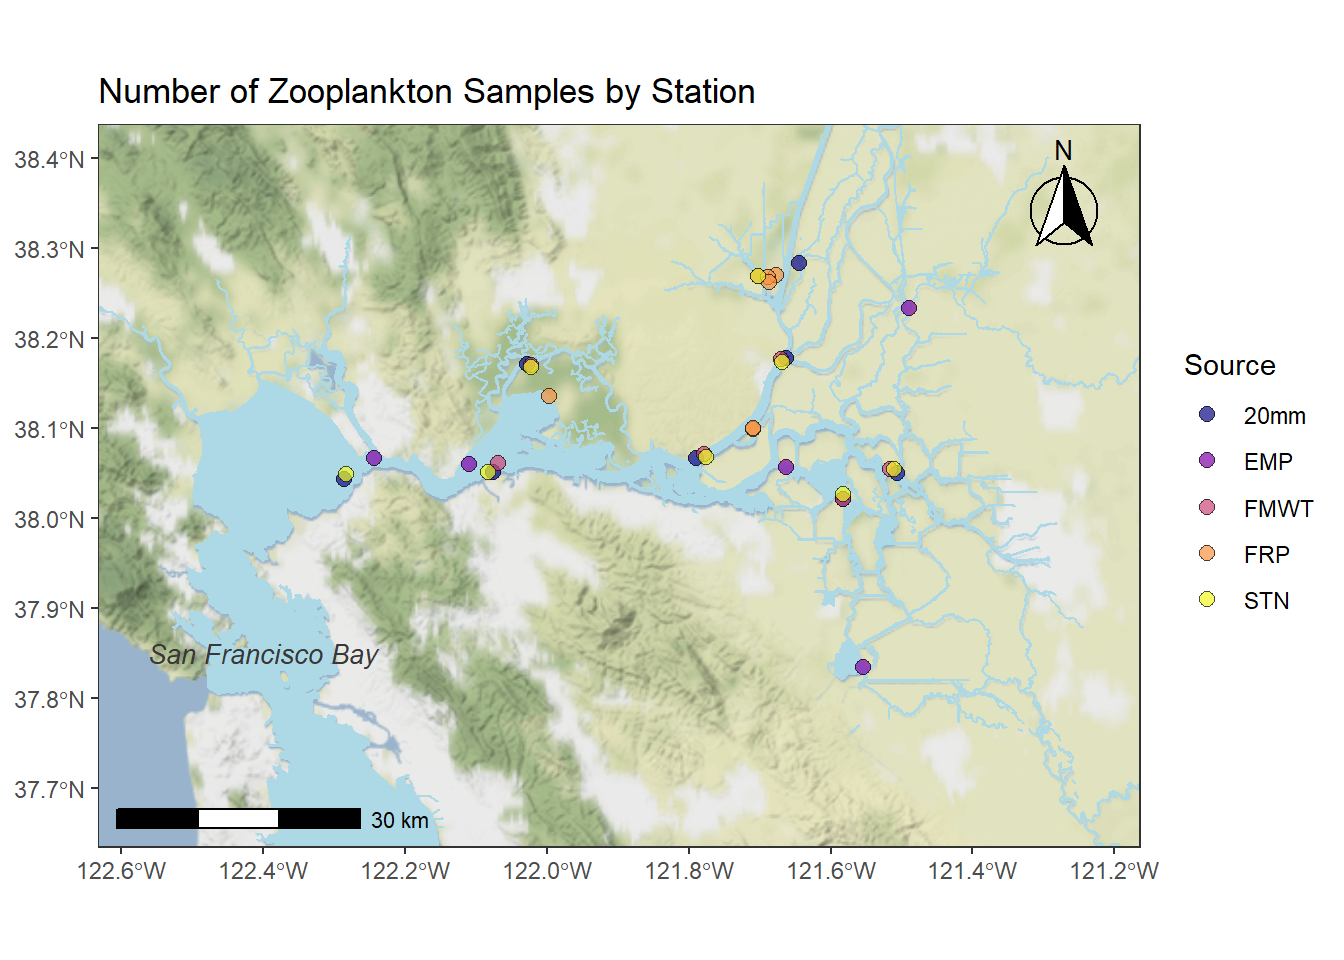 Number of Zooplankton Samples by Station
38.4°N
38.3°N
38.2°N
38.1°N
38.0°N
37.9°N
37.8°N
37.7°N
N
San Francisco Bay
30 km
122.6°W
122.4°W
122.2°W
122.0°W
121.8°W
121.6°W
121.4°W
121.2°W
Source
20mm
EMP
FMWT
FRP
STN